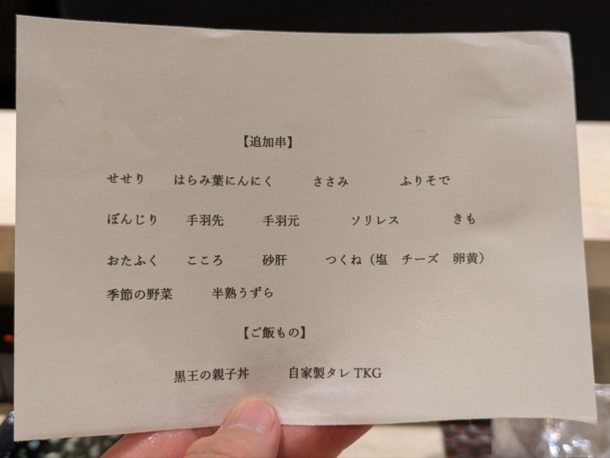 【追加串】
せせり　はらみ葉にんにく　ささみ　ふりそで
ぼんじり　手羽先　手羽元　ソリレス　きも
おたふく　こころ　砂肝　つくね（塩　チーズ　卵黄）
季節の野菜　半熟うずら
【ご飯もの】
黒王の親子丼　自家製タレ TKG